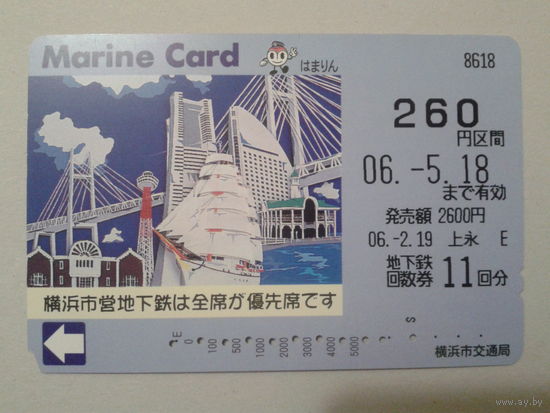 Marine Card
はまりん
8618
260
円区間
06.-5.18
まで有効
発売額 2600円
06.-2.19 上永 E
地下鉄
回数券 11回分
横浜市営地下鉄は全席が優先席です
E 0 100 500 1000 2000 3000 4000 5000 S
横浜市交通局
www.ay.by